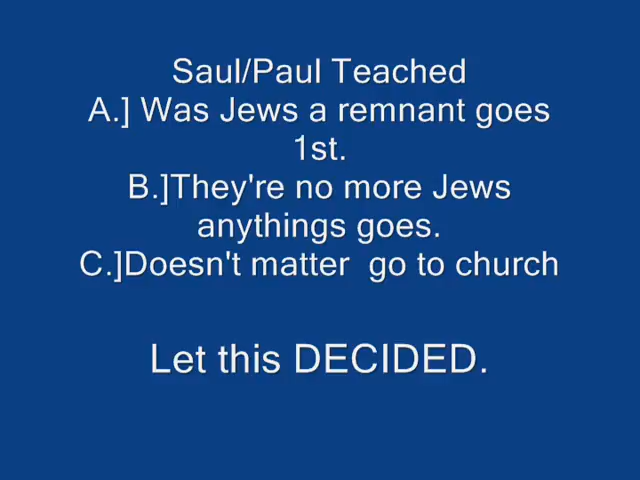 Saul/Paul Teached
A.] Was Jews a remnant goes
1st.
B.]They're no more Jews
anythings goes.
C.]Doesn't matter  go to church
Let this DECIDED.